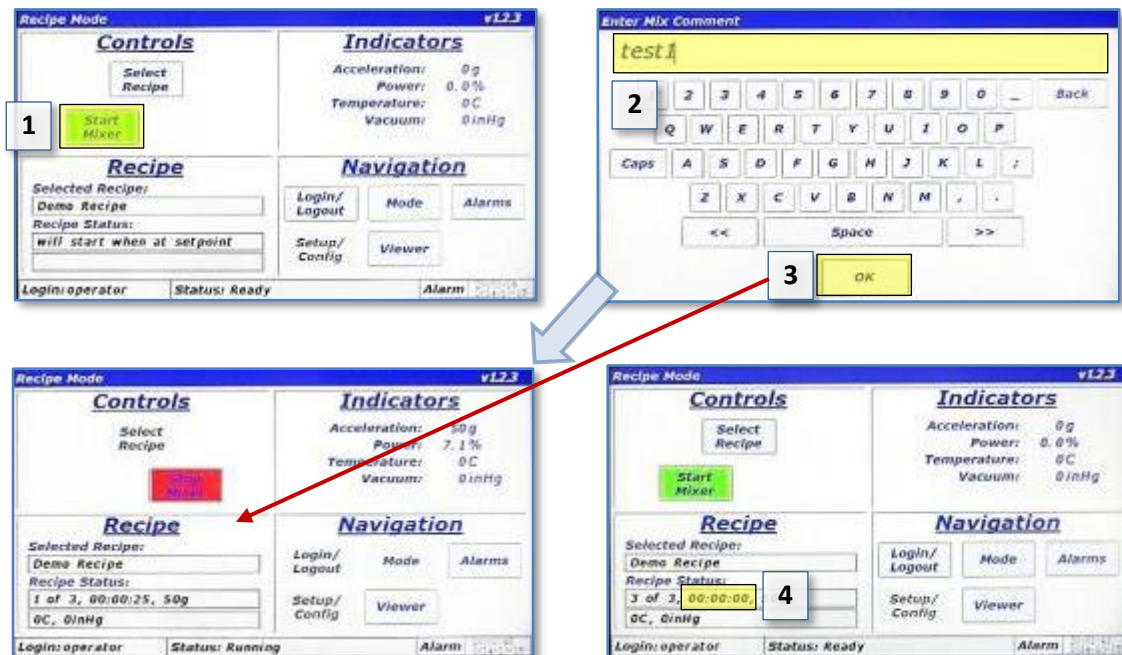 Recipe Mode v1.2.3
Controls
Select
Recipe
1
Start
Mixer
Indicators
Acceleration: 0g
Power: 0.0%
Temperature: 0C
Vacuum: 0inHg
Recipe
Selected Recipe:
Demo Recipe
Recipe Status:
will start when at setpoint
Navigation
Login/
Logout
Mode
Alarms
Setup/
Config
Viewer
Login: operator Status: Ready Alarm
Enter Mix Comment
test1
2
2 3 4 5 6 7 8 9 0 _ Back
Q W E R T Y U I O P
Caps A S D F G H J K L ;
Z X C V B N M , .
<< Space >>
3
OK
Recipe Mode v1.2.3
Controls
Select
Recipe
Stop
Mixer
Indicators
Acceleration: 50g
Power: 7.1%
Temperature: 0C
Vacuum: 0inHg
Recipe
Selected Recipe:
Demo Recipe
Recipe Status:
1 of 3, 00:00:25, 50g
0C, 0inHg
Navigation
Login/
Logout
Mode
Alarms
Setup/
Config
Viewer
Login: operator Status: Running Alarm
Recipe Mode v1.2.3
Controls
Select
Recipe
Start
Mixer
Indicators
Acceleration: 0g
Power: 0.0%
Temperature: 0C
Vacuum: 0inHg
Recipe
Selected Recipe:
Demo Recipe
Recipe Status:
3 of 3, 00:00:00,
4
0C, 0inHg
Navigation
Login/
Logout
Mode
Alarms
Setup/
Config
Viewer
Login: operator Status: Ready Alarm